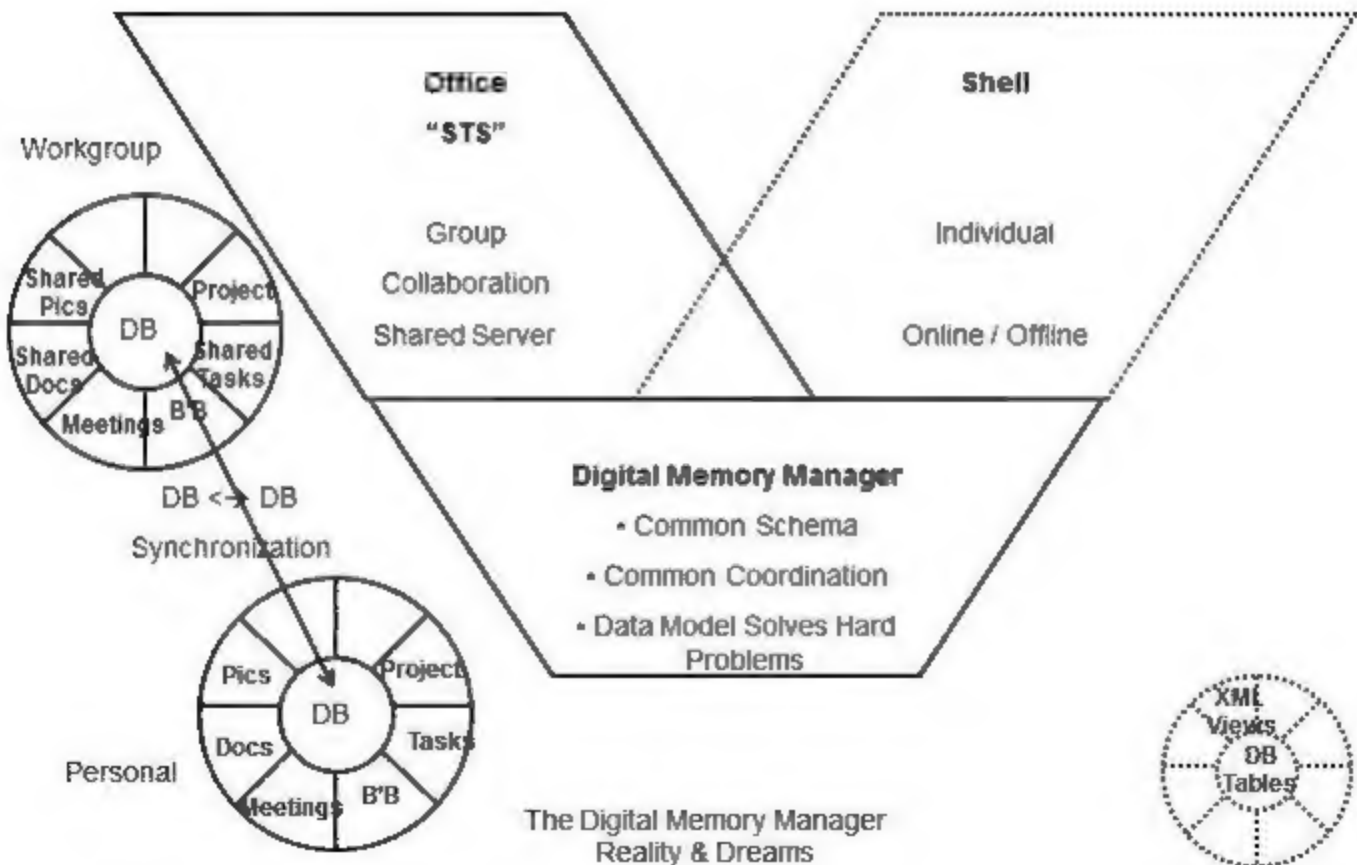 Office
“STS”
Group
Collaboration
Shared Server
Shell
Individual
Online / Offline
Workgroup
Shared
Pics
Project
DB
Shared
Docs
Shared
Tasks
Meetings
B'B
DB <→ DB
Synchronization
Digital Memory Manager
• Common Schema
• Common Coordination
• Data Model Solves Hard
Problems
Pics
Project
DB
Docs
Tasks
Meetings
B'B
Personal
The Digital Memory Manager
Reality & Dreams
XML
Views
DB
Tables